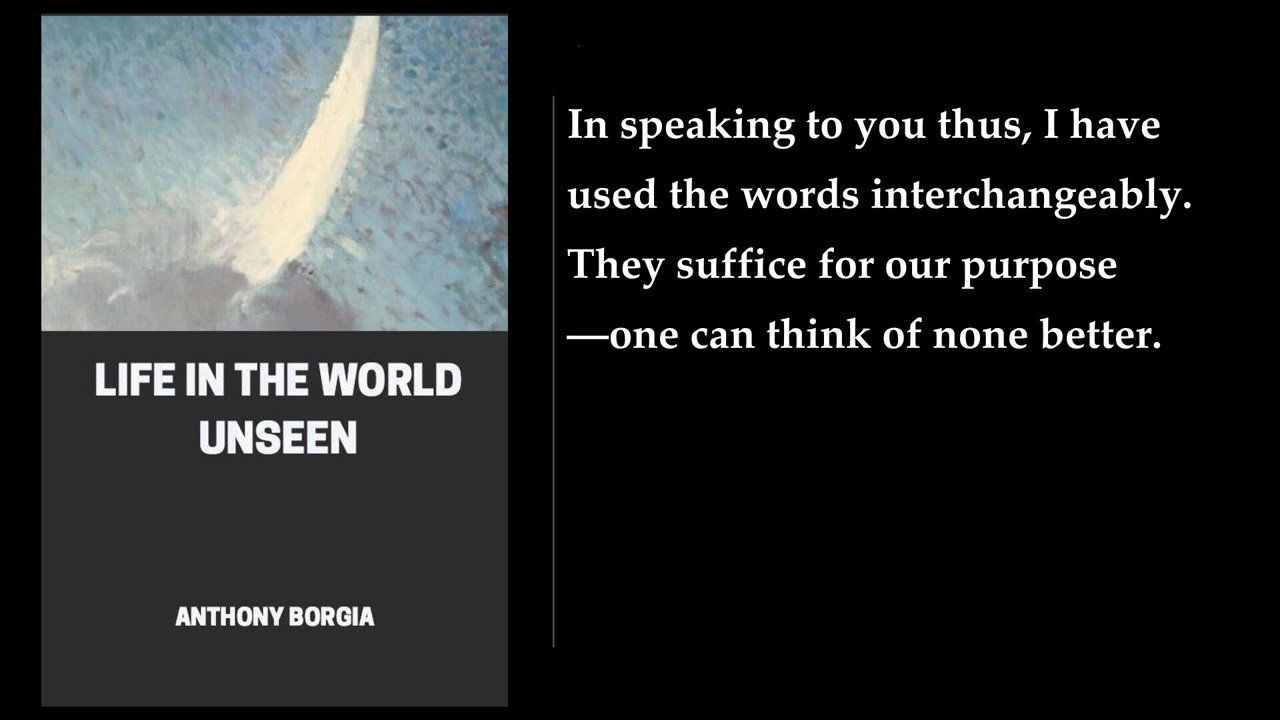 LIFE IN THE WORLD
UNSEEN
ANTHONY BORGIA
In speaking to you thus, I have
used the words interchangeably.
They suffice for our purpose
—one can think of none better.